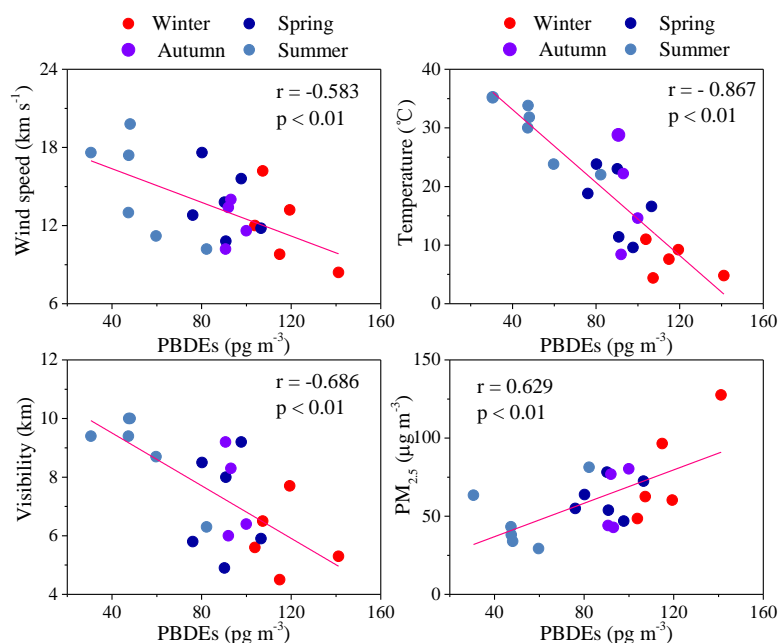 Winter Spring
Autumn Summer
Winter Spring
Autumn Summer
24
18
12
6
Wind speed (km s⁻¹)
r = -0.583
p < 0.01
40 80 120 160
PBDEs (pg m⁻³)
40
30
20
10
0
Temperature (℃)
r = - 0.867
p < 0.01
40 80 120 160
PBDEs (pg m⁻³)
12
10
8
6
4
Visibility (km)
r = -0.686
p < 0.01
40 80 120 160
PBDEs (pg m⁻³)
150
100
50
0
PM₂.₅ (μg m⁻³)
r = 0.629
p < 0.01
40 80 120 160
PBDEs (pg m⁻³)